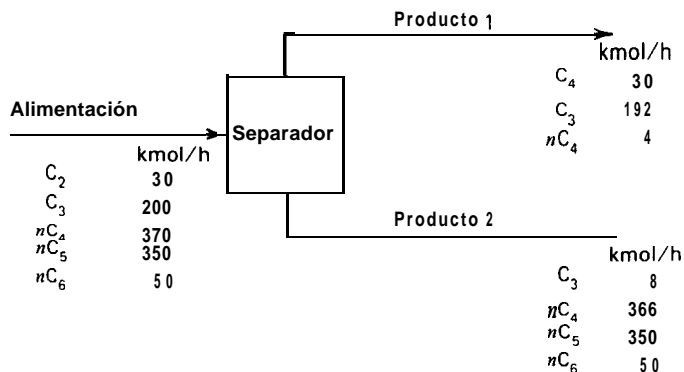 Producto 1
kmol/h
C₄ 30
C₃ 192
nC₄ 4
Alimentación
Separador
kmol/h
C₂ 30
C₃ 200
nC₄ 370
nC₅ 350
nC₆ 50
Producto 2
kmol/h
C₃ 8
nC₄ 366
nC₅ 350
nC₆ 50